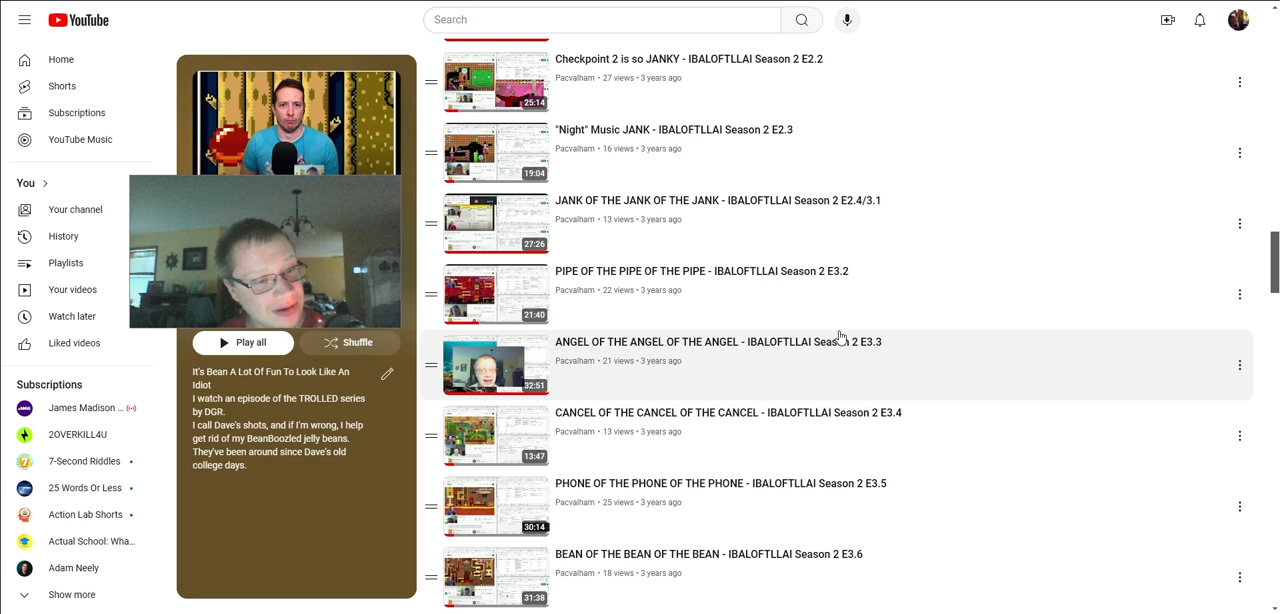 YouTube
Search
Home
Shorts
Subscriptions
YouTube Music
You
Your channel
History
Playlists
Your videos
Watch later
Liked videos
Subscriptions
James Madison ...
20YearsAL4U
25 Words Or Less
Action Lab Shorts
Actual School: Wha...
Adam Neely
Show more
Play all
Shuffle
It's Bean A Lot Of Fun To Look Like An
Idiot
I watch an episode of the TROLLED series
by DGR.
I call Dave's shots, and if I'm wrong, I help
get rid of my BeanBoozled jelly beans.
They've been around since Dave's old
college days.
Checkpoint 2 is so JANKY - IBALOFTLLAI Season 2 E2.2
Pacvalham • 27 views • 3 years ago
25:14
"Night" Music JANK - IBALOFTLLAI Season 2 E2.3
Pacvalham • 16 views • 3 years ago
19:04
JANK OF THE JANK OF THE JANK - IBALOFTLLAI Season 2 E2.4/3.1
Pacvalham • 13 views • 3 years ago
27:26
PIPE OF THE PIPE OF THE PIPE - IBALOFTLLAI Season 2 E3.2
Pacvalham • 22 views • 3 years ago
21:40
ANGEL OF THE ANGEL OF THE ANGEL - IBALOFTLLAI Season 2 E3.3
Pacvalham • 21 views • 3 years ago
32:51
CANCEL OF THE CANCEL OF THE CANCEL - IBALOFTLLAI Season 2 E3.4
Pacvalham • 13 views • 3 years ago
13:47
PHONE OF THE PHONE OF THE PHONE - IBALOFTLLAI Season 2 E3.5
Pacvalham • 25 views • 3 years ago
30:14
BEAN OF THE BEAN OF THE BEAN - IBALOFTLLAI Season 2 E3.6
Pacvalham • 18 views • 3 years ago
31:38